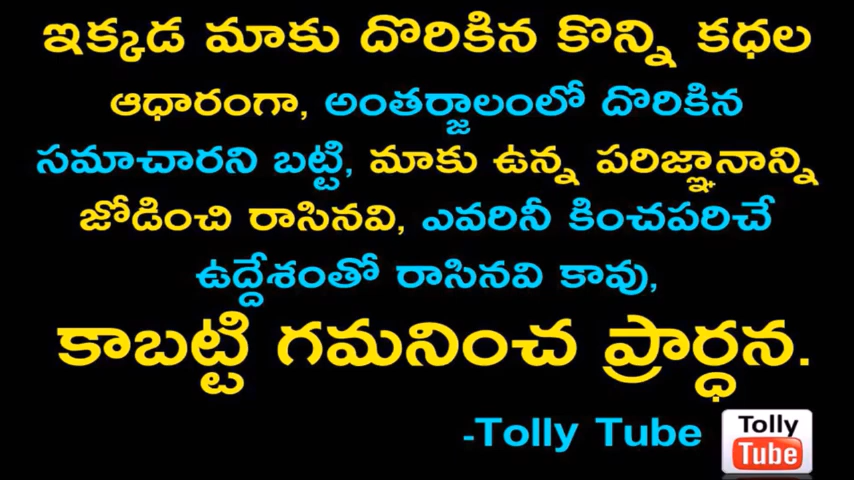 ఇక్కడ మాకు దొరికిన కొన్ని కధల
ఆధారంగా, అంతర్జాలంలో దొరికిన
సమాచారని బట్టి, మాకు ఉన్న పరిజ్ఞానాన్ని
జోడించి రాసినవి, ఎవరినీ కించపరిచే
ఉద్దేశంతో రాసినవి కావు,
కాబట్టి గమనించ ప్రార్ధన.
-Tolly Tube
Tolly
Tube